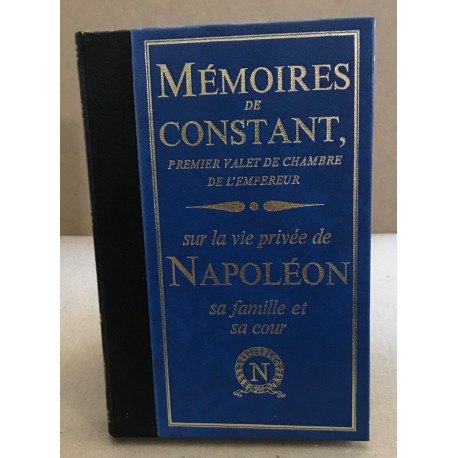 MÉMOIRES
DE
CONSTANT,
PREMIER VALET DE CHAMBRE
DE L'EMPEREUR
sur la vie privée de
NAPOLÉON
sa famille et
sa cour
N